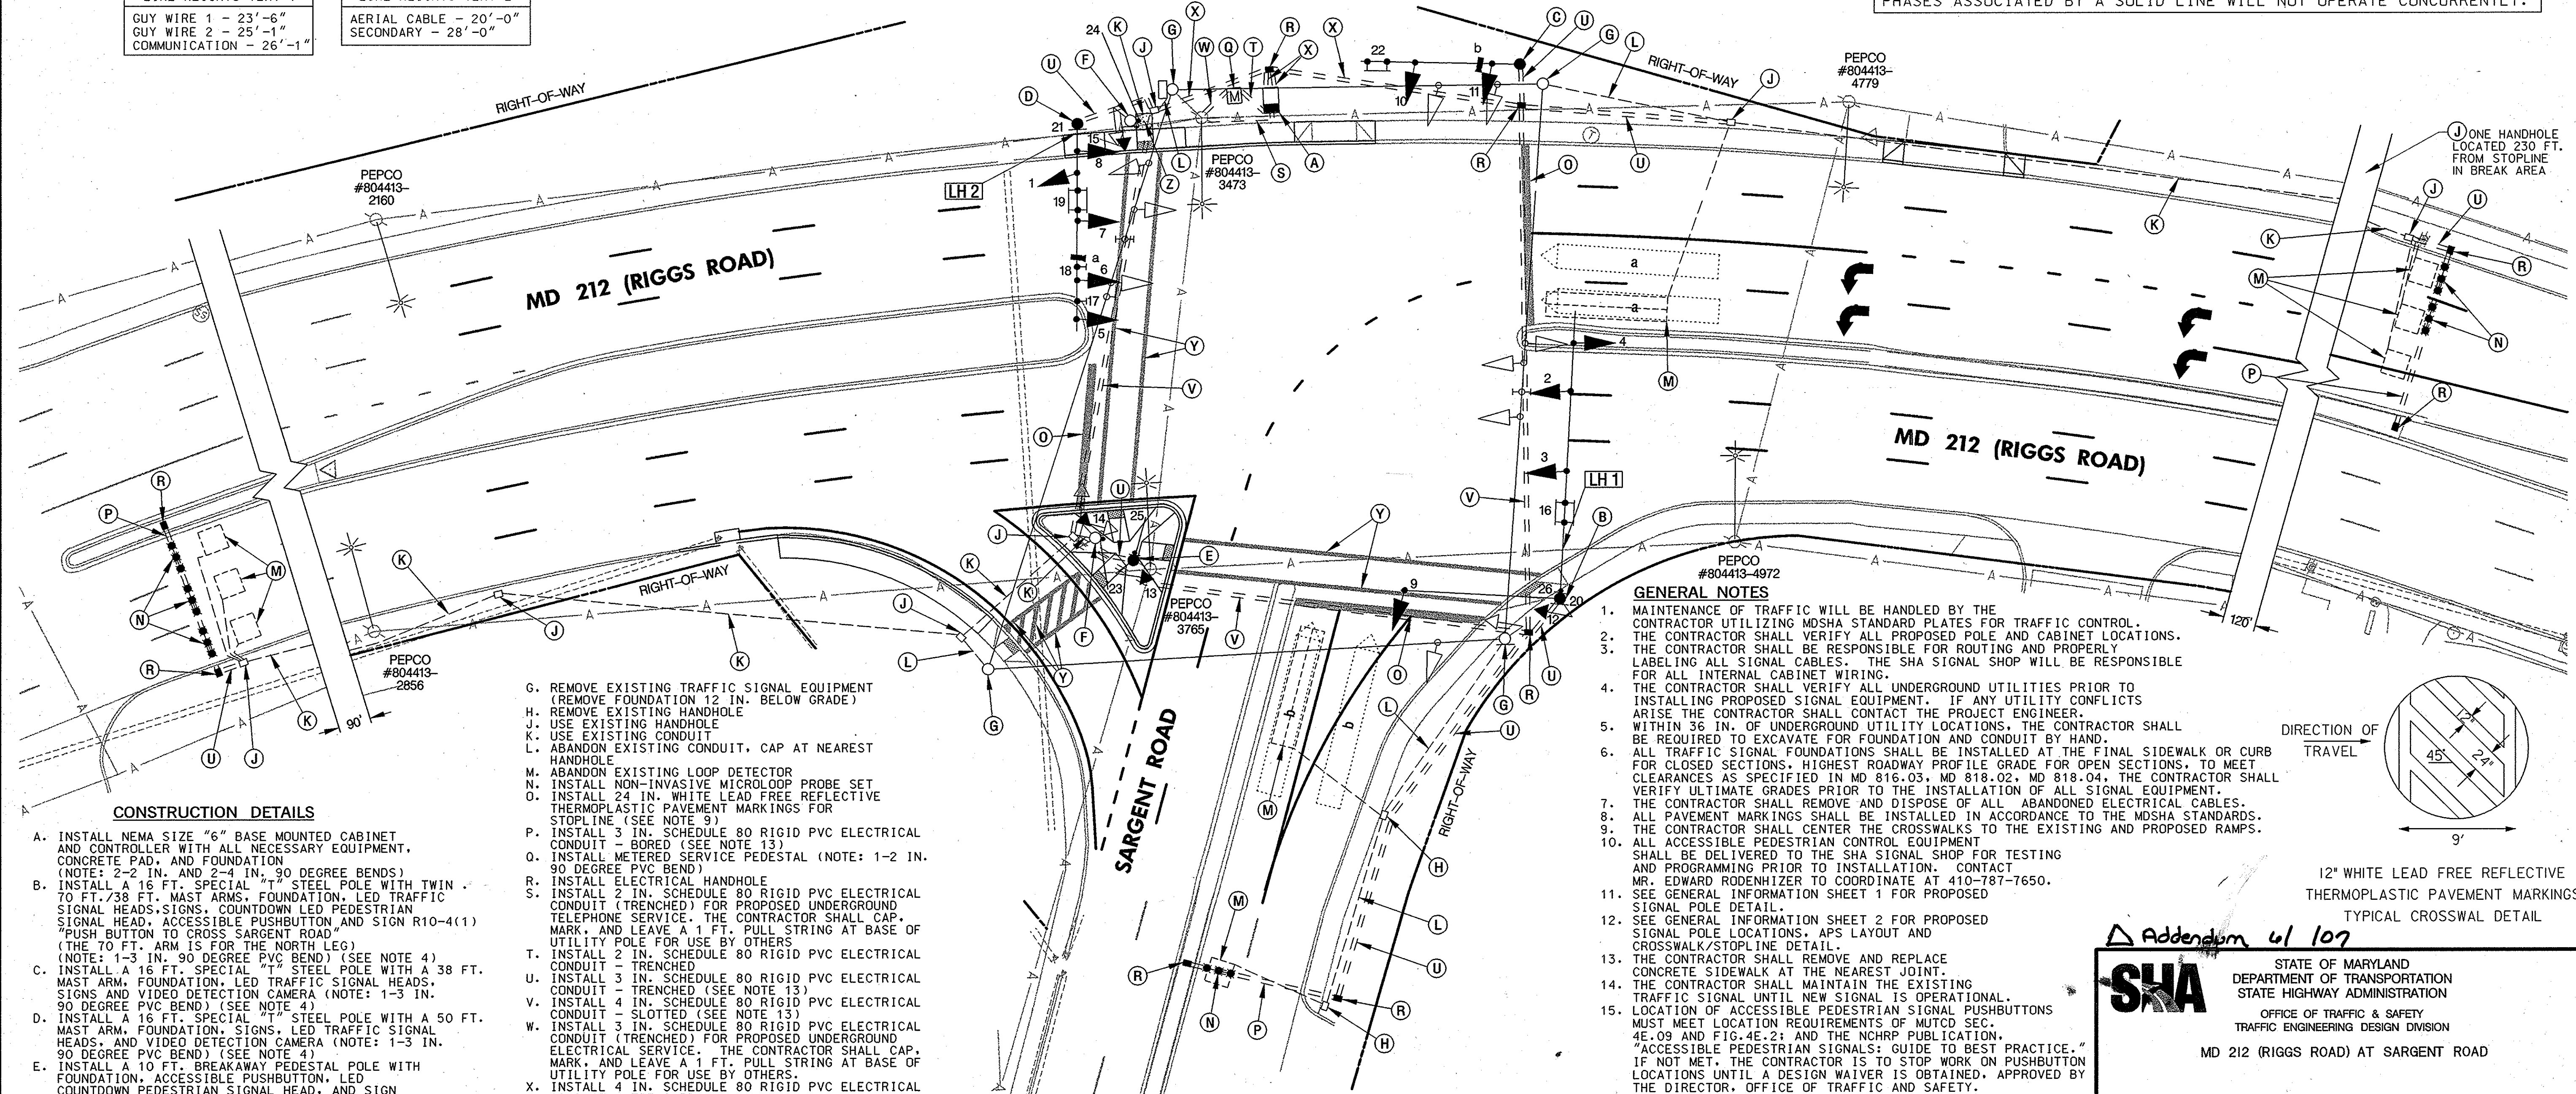 GUY WIRE 1 - 23'-6"
GUY WIRE 2 - 25'-1"
COMMUNICATION - 26'-1"
AERIAL CABLE - 20'-0"
SECONDARY - 28'-0"
PHASES ASSOCIATED BY A SOLID LINE WILL NOT OPERATE CONCURRENTLY.
RIGHT-OF-WAY
RIGHT-OF-WAY
PEPCO
#804413-
4779
PEPCO
#804413-
2160
PEPCO
#804413-
3473
J ONE HANDHOLE
LOCATED 230 FT.
FROM STOPLINE
IN BREAK AREA
LH 2
MD 212 (RIGGS ROAD)
MD 212 (RIGGS ROAD)
LH 1
RIGHT-OF-WAY
PEPCO
#804413-
3765
PEPCO
#804413-4972
PEPCO
#804413-
2856
90'
120'
SARGENT ROAD
RIGHT-OF-WAY
CONSTRUCTION DETAILS
A. INSTALL NEMA SIZE "6" BASE MOUNTED CABINET
AND CONTROLLER WITH ALL NECESSARY EQUIPMENT,
CONCRETE PAD, AND FOUNDATION
(NOTE: 2-2 IN. AND 2-4 IN. 90 DEGREE BENDS)
B. INSTALL A 16 FT. SPECIAL "T" STEEL POLE WITH TWIN
70 FT./38 FT. MAST ARMS, FOUNDATION, LED TRAFFIC
SIGNAL HEADS,SIGNS, COUNTDOWN LED PEDESTRIAN
SIGNAL HEAD, ACCESSIBLE PUSHBUTTON AND SIGN R10-4(1)
"PUSH BUTTON TO CROSS SARGENT ROAD"
(THE 70 FT. ARM IS FOR THE NORTH LEG)
(NOTE: 1-3 IN. 90 DEGREE PVC BEND) (SEE NOTE 4)
C. INSTALL A 16 FT. SPECIAL "T" STEEL POLE WITH A 38 FT.
MAST ARM, FOUNDATION, LED TRAFFIC SIGNAL HEADS,
SIGNS AND VIDEO DETECTION CAMERA (NOTE: 1-3 IN.
90 DEGREE PVC BEND) (SEE NOTE 4)
D. INSTALL A 16 FT. SPECIAL "T" STEEL POLE WITH A 50 FT.
MAST ARM, FOUNDATION, SIGNS, LED TRAFFIC SIGNAL
HEADS, AND VIDEO DETECTION CAMERA (NOTE: 1-3 IN.
90 DEGREE PVC BEND) (SEE NOTE 4)
E. INSTALL A 10 FT. BREAKAWAY PEDESTAL POLE WITH
FOUNDATION, ACCESSIBLE PUSHBUTTON, LED
COUNTDOWN PEDESTRIAN SIGNAL HEAD, AND SIGN
G. REMOVE EXISTING TRAFFIC SIGNAL EQUIPMENT
(REMOVE FOUNDATION 12 IN. BELOW GRADE)
H. REMOVE EXISTING HANDHOLE
J. USE EXISTING HANDHOLE
K. USE EXISTING CONDUIT
L. ABANDON EXISTING CONDUIT, CAP AT NEAREST
HANDHOLE
M. ABANDON EXISTING LOOP DETECTOR
N. INSTALL NON-INVASIVE MICROLOOP PROBE SET
O. INSTALL 24 IN. WHITE LEAD FREE REFLECTIVE
THERMOPLASTIC PAVEMENT MARKINGS FOR
STOPLINE (SEE NOTE 9)
P. INSTALL 3 IN. SCHEDULE 80 RIGID PVC ELECTRICAL
CONDUIT - BORED (SEE NOTE 13)
Q. INSTALL METERED SERVICE PEDESTAL (NOTE: 1-2 IN.
90 DEGREE PVC BEND)
R. INSTALL ELECTRICAL HANDHOLE
S. INSTALL 2 IN. SCHEDULE 80 RIGID PVC ELECTRICAL
CONDUIT (TRENCHED) FOR PROPOSED UNDERGROUND
TELEPHONE SERVICE. THE CONTRACTOR SHALL CAP,
MARK, AND LEAVE A 1 FT. PULL STRING AT BASE OF
UTILITY POLE FOR USE BY OTHERS
T. INSTALL 2 IN. SCHEDULE 80 RIGID PVC ELECTRICAL
CONDUIT - TRENCHED
U. INSTALL 3 IN. SCHEDULE 80 RIGID PVC ELECTRICAL
CONDUIT - TRENCHED (SEE NOTE 13)
V. INSTALL 4 IN. SCHEDULE 80 RIGID PVC ELECTRICAL
CONDUIT - SLOTTED (SEE NOTE 13)
W. INSTALL 3 IN. SCHEDULE 80 RIGID PVC ELECTRICAL
CONDUIT (TRENCHED) FOR PROPOSED UNDERGROUND
ELECTRICAL SERVICE. THE CONTRACTOR SHALL CAP,
MARK, AND LEAVE A 1 FT. PULL STRING AT BASE OF
UTILITY POLE FOR USE BY OTHERS.
X. INSTALL 4 IN. SCHEDULE 80 RIGID PVC ELECTRICAL
GENERAL NOTES
1. MAINTENANCE OF TRAFFIC WILL BE HANDLED BY THE
CONTRACTOR UTILIZING MDSHA STANDARD PLATES FOR TRAFFIC CONTROL.
2. THE CONTRACTOR SHALL VERIFY ALL PROPOSED POLE AND CABINET LOCATIONS.
3. THE CONTRACTOR SHALL BE RESPONSIBLE FOR ROUTING AND PROPERLY
LABELING ALL SIGNAL CABLES. THE SHA SIGNAL SHOP WILL BE RESPONSIBLE
FOR ALL INTERNAL CABINET WIRING.
4. THE CONTRACTOR SHALL VERIFY ALL UNDERGROUND UTILITIES PRIOR TO
INSTALLING PROPOSED SIGNAL EQUIPMENT. IF ANY UTILITY CONFLICTS
ARISE THE CONTRACTOR SHALL CONTACT THE PROJECT ENGINEER.
5. WITHIN 36 IN. OF UNDERGROUND UTILITY LOCATIONS, THE CONTRACTOR SHALL
BE REQUIRED TO EXCAVATE FOR FOUNDATION AND CONDUIT BY HAND.
6. ALL TRAFFIC SIGNAL FOUNDATIONS SHALL BE INSTALLED AT THE FINAL SIDEWALK OR CURB
FOR CLOSED SECTIONS, HIGHEST ROADWAY PROFILE GRADE FOR OPEN SECTIONS, TO MEET
CLEARANCES AS SPECIFIED IN MD 816.03, MD 818.02, MD 818.04, THE CONTRACTOR SHALL
VERIFY ULTIMATE GRADES PRIOR TO THE INSTALLATION OF ALL SIGNAL EQUIPMENT.
7. THE CONTRACTOR SHALL REMOVE AND DISPOSE OF ALL ABANDONED ELECTRICAL CABLES.
8. ALL PAVEMENT MARKINGS SHALL BE INSTALLED IN ACCORDANCE TO THE MDSHA STANDARDS.
9. THE CONTRACTOR SHALL CENTER THE CROSSWALKS TO THE EXISTING AND PROPOSED RAMPS.
10. ALL ACCESSIBLE PEDESTRIAN CONTROL EQUIPMENT
SHALL BE DELIVERED TO THE SHA SIGNAL SHOP FOR TESTING
AND PROGRAMMING PRIOR TO INSTALLATION. CONTACT
MR. EDWARD RODENHIZER TO COORDINATE AT 410-787-7650.
11. SEE GENERAL INFORMATION SHEET 1 FOR PROPOSED
SIGNAL POLE DETAIL.
12. SEE GENERAL INFORMATION SHEET 2 FOR PROPOSED
SIGNAL POLE LOCATIONS, APS LAYOUT AND
CROSSWALK/STOPLINE DETAIL.
13. THE CONTRACTOR SHALL REMOVE AND REPLACE
CONCRETE SIDEWALK AT THE NEAREST JOINT.
14. THE CONTRACTOR SHALL MAINTAIN THE EXISTING
TRAFFIC SIGNAL UNTIL NEW SIGNAL IS OPERATIONAL.
15. LOCATION OF ACCESSIBLE PEDESTRIAN SIGNAL PUSHBUTTONS
MUST MEET LOCATION REQUIREMENTS OF MUTCD SEC.
4E.09 AND FIG.4E.2; AND THE NCHRP PUBLICATION,
"ACCESSIBLE PEDESTRIAN SIGNALS: GUIDE TO BEST PRACTICE."
IF NOT MET, THE CONTRACTOR IS TO STOP WORK ON PUSHBUTTON
LOCATIONS UNTIL A DESIGN WAIVER IS OBTAINED, APPROVED BY
THE DIRECTOR, OFFICE OF TRAFFIC AND SAFETY.
DIRECTION OF
TRAVEL
12"
24"
45°
9'
12" WHITE LEAD FREE REFLECTIVE
THERMOPLASTIC PAVEMENT MARKINGS
TYPICAL CROSSWAL DETAIL
Addendum 6/ /07
SHA
STATE OF MARYLAND
DEPARTMENT OF TRANSPORTATION
STATE HIGHWAY ADMINISTRATION
OFFICE OF TRAFFIC & SAFETY
TRAFFIC ENGINEERING DESIGN DIVISION
MD 212 (RIGGS ROAD) AT SARGENT ROAD